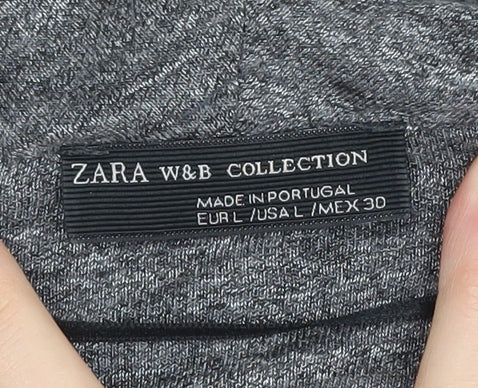 ZARA W&B COLLECTION
MADE IN PORTUGAL
EUR L / USA L / MEX 30